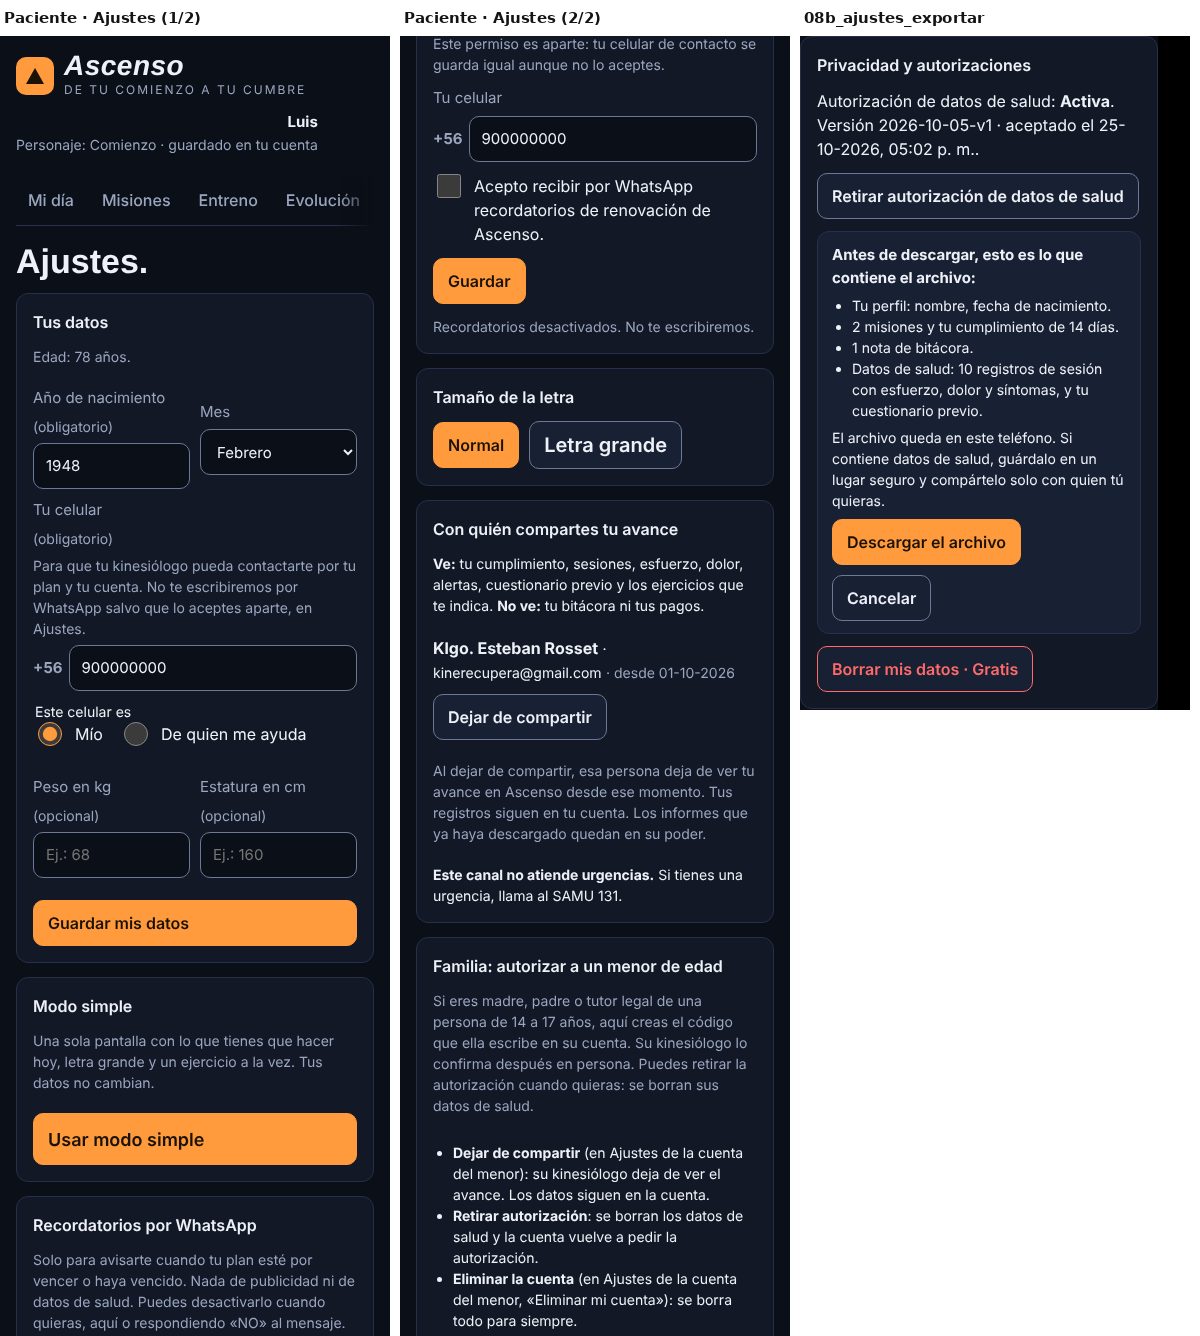 Paciente · Ajustes (1/2)
Ascenso
DE TU COMIENZO A TU CUMBRE
Luis
Personaje: Comienzo · guardado en tu cuenta
Mi día Misiones Entreno Evolución
Ajustes.
Tus datos
Edad: 78 años.
Año de nacimiento
(obligatorio)
Mes
1948
Febrero
Tu celular
(obligatorio)
Para que tu kinesiólogo pueda contactarte por tu
plan y tu cuenta. No te escribiremos por
WhatsApp salvo que lo aceptes aparte, en
Ajustes.
+56 900000000
Este celular es
Mío De quien me ayuda
Peso en kg
(opcional)
Estatura en cm
(opcional)
Ej.: 68
Ej.: 160
Guardar mis datos
Modo simple
Una sola pantalla con lo que tienes que hacer
hoy, letra grande y un ejercicio a la vez. Tus
datos no cambian.
Usar modo simple
Recordatorios por WhatsApp
Solo para avisarte cuando tu plan esté por
vencer o haya vencido. Nada de publicidad ni de
datos de salud. Puedes desactivarlo cuando
quieras, aquí o respondiendo «NO» al mensaje.
Paciente · Ajustes (2/2)
Este permiso es aparte: tu celular de contacto se
guarda igual aunque no lo aceptes.
Tu celular
+56 900000000
Acepto recibir por WhatsApp
recordatorios de renovación de
Ascenso.
Guardar
Recordatorios desactivados. No te escribiremos.
Tamaño de la letra
Normal Letra grande
Con quién compartes tu avance
Ve: tu cumplimiento, sesiones, esfuerzo, dolor,
alertas, cuestionario previo y los ejercicios que
te indica. No ve: tu bitácora ni tus pagos.
Klgo. Esteban Rosset ·
kinerecupera@gmail.com · desde 01-10-2026
Dejar de compartir
Al dejar de compartir, esa persona deja de ver tu
avance en Ascenso desde ese momento. Tus
registros siguen en tu cuenta. Los informes que
ya haya descargado quedan en su poder.
Este canal no atiende urgencias. Si tienes una
urgencia, llama al SAMU 131.
Familia: autorizar a un menor de edad
Si eres madre, padre o tutor legal de una
persona de 14 a 17 años, aquí creas el código
que ella escribe en su cuenta. Su kinesiólogo lo
confirma después en persona. Puedes retirar la
autorización cuando quieras: se borran sus
datos de salud.
• Dejar de compartir (en Ajustes de la cuenta
del menor): su kinesiólogo deja de ver el
avance. Los datos siguen en la cuenta.
• Retirar autorización: se borran los datos de
salud y la cuenta vuelve a pedir la
autorización.
• Eliminar la cuenta (en Ajustes de la cuenta
del menor, «Eliminar mi cuenta»): se borra
todo para siempre.
08b_ajustes_exportar
Privacidad y autorizaciones
Autorización de datos de salud: Activa.
Versión 2026-10-05-v1 · aceptado el 25-
10-2026, 05:02 p. m..
Retirar autorización de datos de salud
Antes de descargar, esto es lo que
contiene el archivo:
• Tu perfil: nombre, fecha de nacimiento.
• 2 misiones y tu cumplimiento de 14 días.
• 1 nota de bitácora.
• Datos de salud: 10 registros de sesión
con esfuerzo, dolor y síntomas, y tu
cuestionario previo.
El archivo queda en este teléfono. Si
contiene datos de salud, guárdalo en un
lugar seguro y compártelo solo con quien tú
quieras.
Descargar el archivo
Cancelar
Borrar mis datos · Gratis